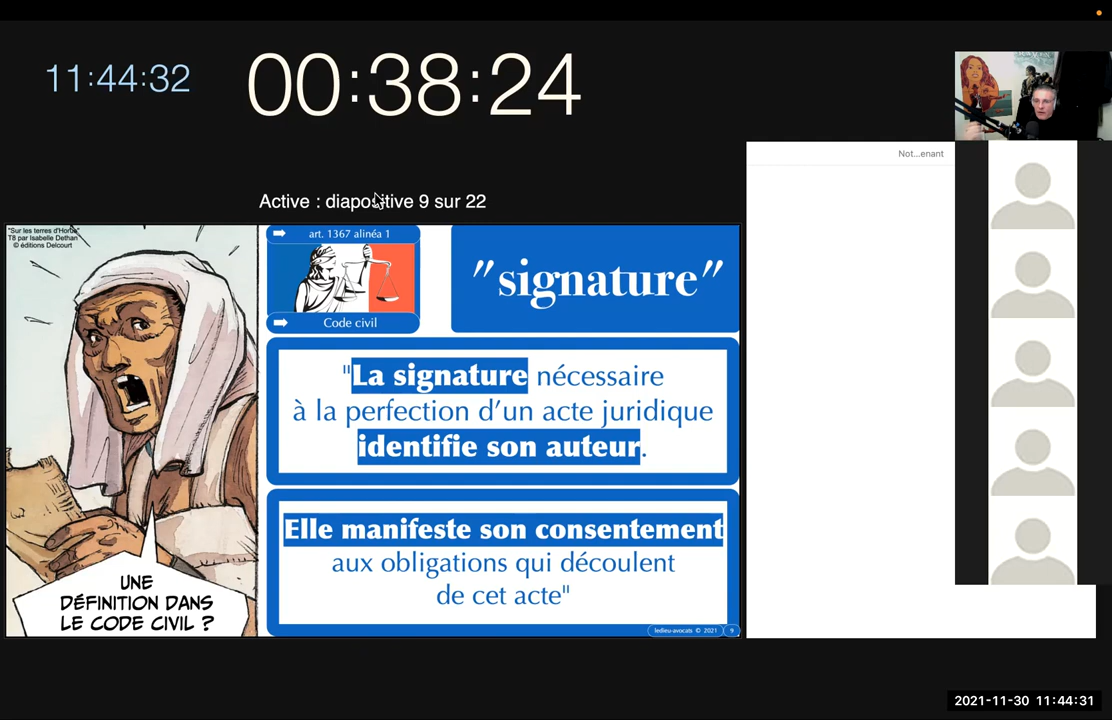 11:44:32
00:38:24
Not...enant
Active : diapositive 9 sur 22
"Sur les terres d'Horus"
T8 par Isabelle Dethan
© éditions Delcourt
art. 1367 alinéa 1
Code civil
"signature"
"La signature nécessaire
à la perfection d'un acte juridique
identifie son auteur.
Elle manifeste son consentement
aux obligations qui découlent
de cet acte"
UNE
DÉFINITION DANS
LE CODE CIVIL ?
ledieu-avocats © 2021 9
2021-11-30 11:44:31